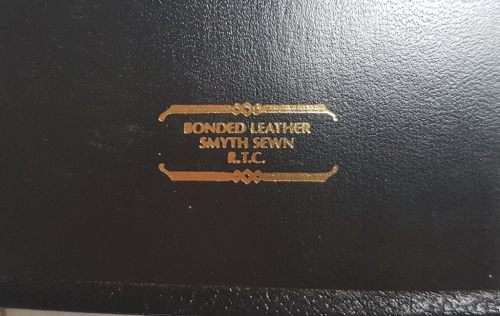 BONDED LEATHER
SMYTH SEWN
R.T.C.